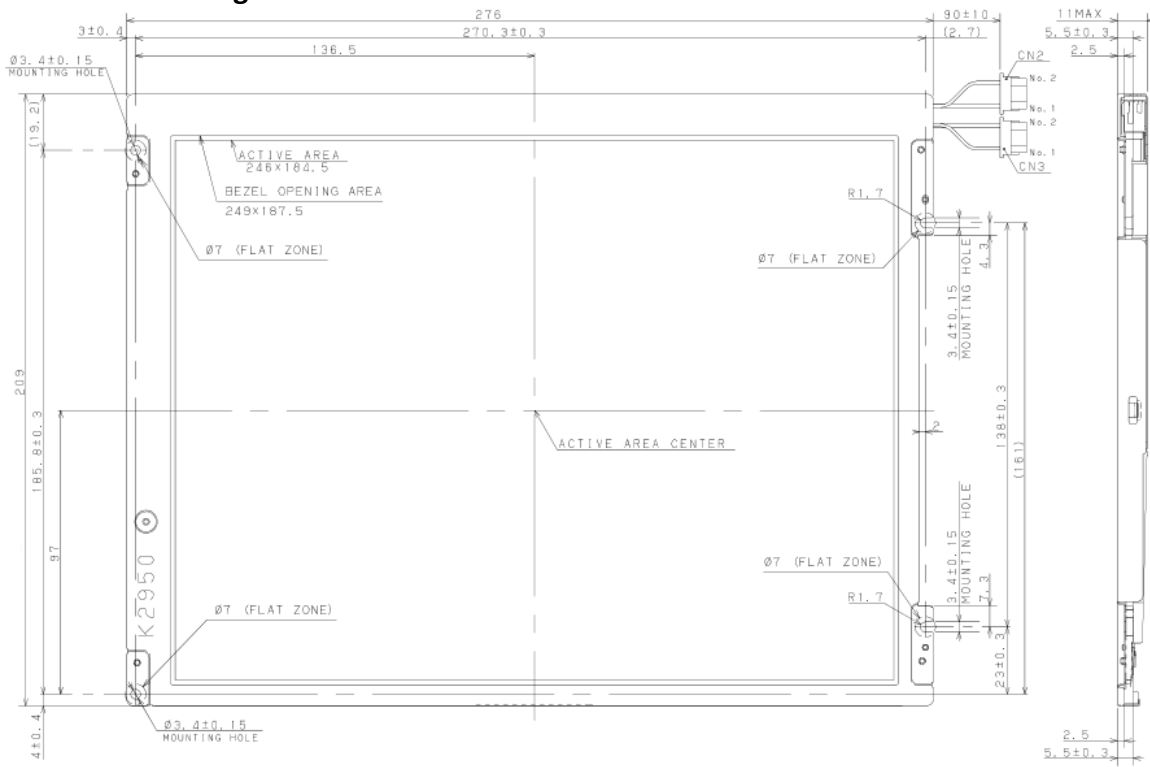 276
90±10
11MAX
3±0.4
270.3±0.3
(2.7)
5.5±0.3
136.5
2.5
Ø3.4±0.15
MOUNTING HOLE
CN2
No.2
No.1
No.2
No.1
CN3
(19.2)
ACTIVE AREA
246×184.5
BEZEL OPENING AREA
249×187.5
R1.7
Ø7 (FLAT ZONE)
Ø7 (FLAT ZONE)
4.3
3.4±0.15
MOUNTING HOLE
209
185.8±0.3
97
138±0.3
(161)
2
ACTIVE AREA CENTER
K2950
Ø7 (FLAT ZONE)
Ø7 (FLAT ZONE)
R1.7
3.4±0.15
MOUNTING HOLE
7.3
23±0.3
4±0.4
Ø3.4±0.15
MOUNTING HOLE
2.5
5.5±0.3